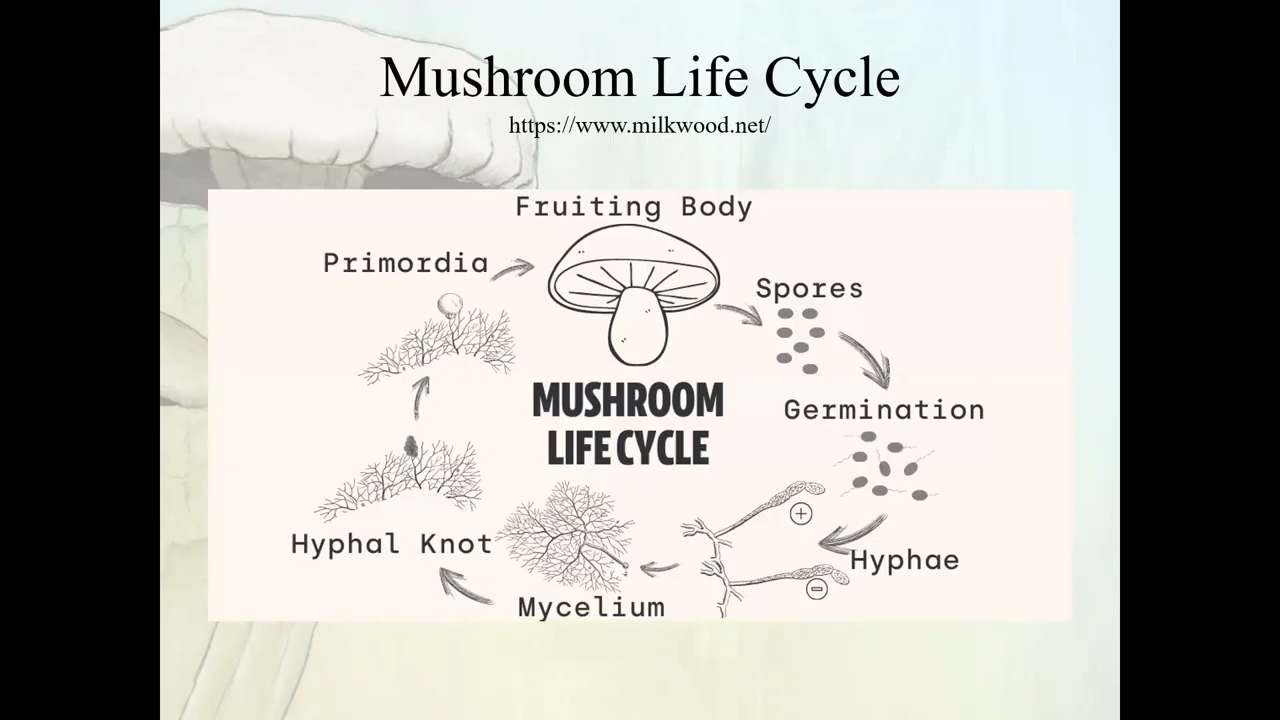 Mushroom Life Cycle
https://www.milkwood.net/
Fruiting Body
Primordia
Spores
MUSHROOM
LIFE CYCLE
Germination
+
Hyphal Knot
Hyphae
-
Mycelium